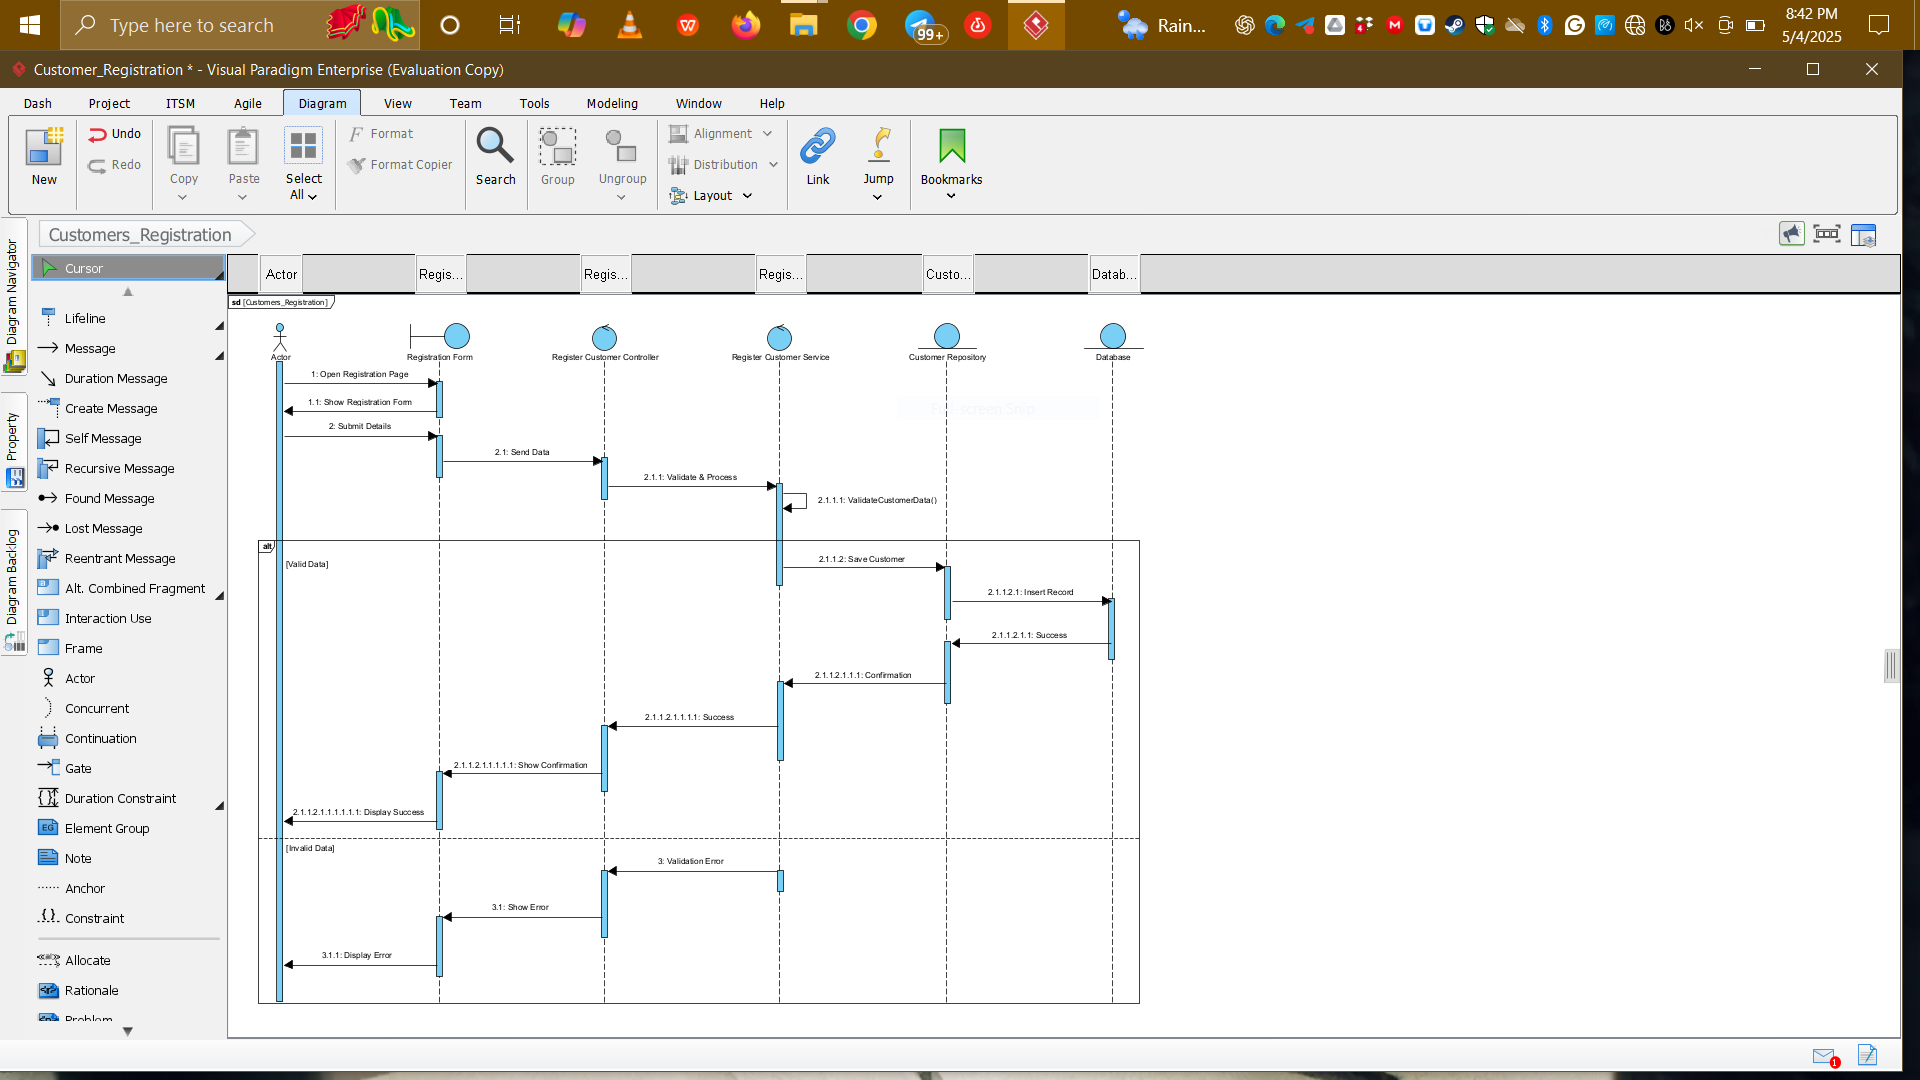 Type here to search
99+
Rain...
8:42 PM
5/4/2025
Customer_Registration * - Visual Paradigm Enterprise (Evaluation Copy)
Dash Project ITSM Agile Diagram View Team Tools Modeling Window Help
New
Undo
Redo
Copy
Paste
Select All
Format
Format Copier
Search
Group
Ungroup
Alignment
Distribution
Layout
Link
Jump
Bookmarks
Diagram Navigator
Property
Diagram Backlog
Customers_Registration
Cursor
Lifeline
Message
Duration Message
Create Message
Self Message
Recursive Message
Found Message
Lost Message
Reentrant Message
Alt. Combined Fragment
Interaction Use
Frame
Actor
Concurrent
Continuation
Gate
Duration Constraint
EG Element Group
Note
Anchor
Constraint
Allocate
Rationale
Problem
Actor Regis... Regis... Regis... Custo... Datab...
sd [Customers_Registration]
Actor
Registration Form
Register Customer Controller
Register Customer Service
Customer Repository
Database
1: Open Registration Page
1.1: Show Registration Form
2: Submit Details
2.1: Send Data
2.1.1: Validate & Process
2.1.1.1: ValidateCustomerData()
alt
[Valid Data]
2.1.1.2: Save Customer
2.1.1.2.1: Insert Record
2.1.1.2.1.1: Success
2.1.1.2.1.1.1: Confirmation
2.1.1.2.1.1.1.1: Success
2.1.1.2.1.1.1.1.1: Show Confirmation
2.1.1.2.1.1.1.1.1.1: Display Success
[Invalid Data]
3: Validation Error
3.1: Show Error
3.1.1: Display Error
1